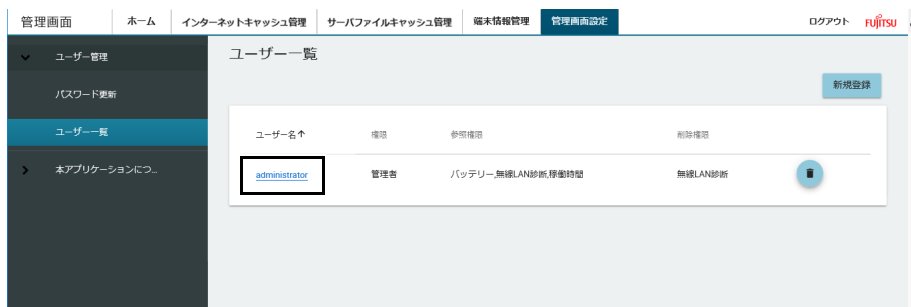 管理画面 ホーム インターネットキャッシュ管理 サーバファイルキャッシュ管理 端末情報管理 管理画面設定 ログアウト FUJITSU
ユーザー管理
パスワード更新
ユーザー一覧
本アプリケーションにつ...
ユーザー一覧
新規登録
ユーザー名↑ 権限 参照権限 削除権限
administrator 管理者 バッテリー,無線LAN診断,稼働時間 無線LAN診断